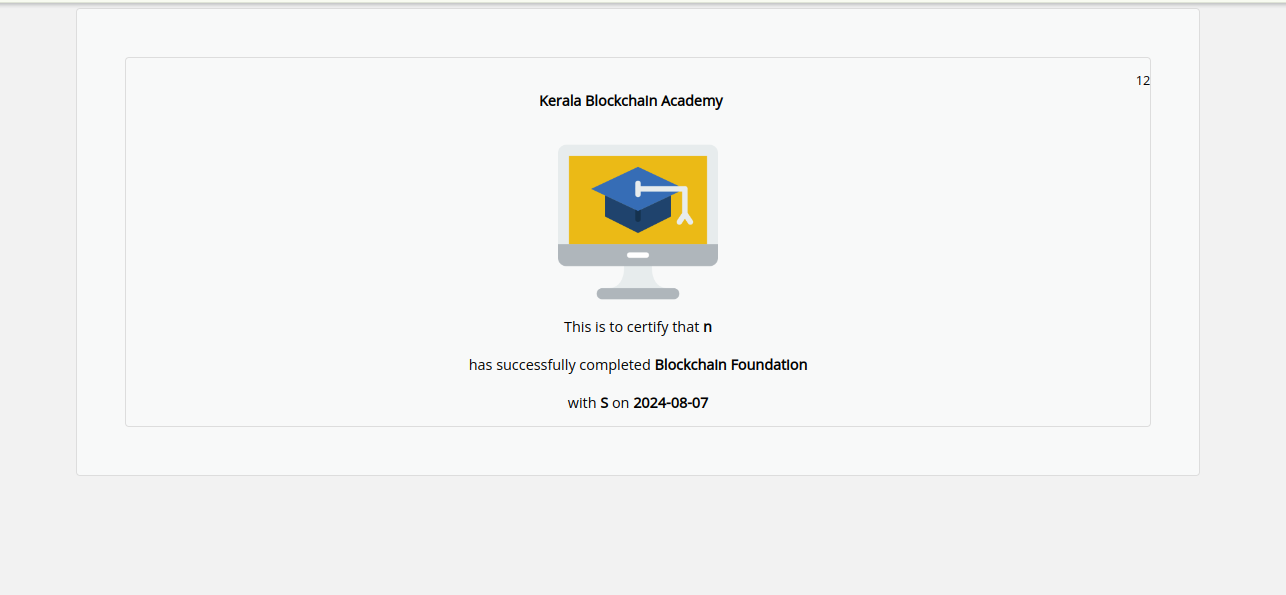 12
Kerala Blockchain Academy
This is to certify that n
has successfully completed Blockchain Foundation
with S on 2024-08-07